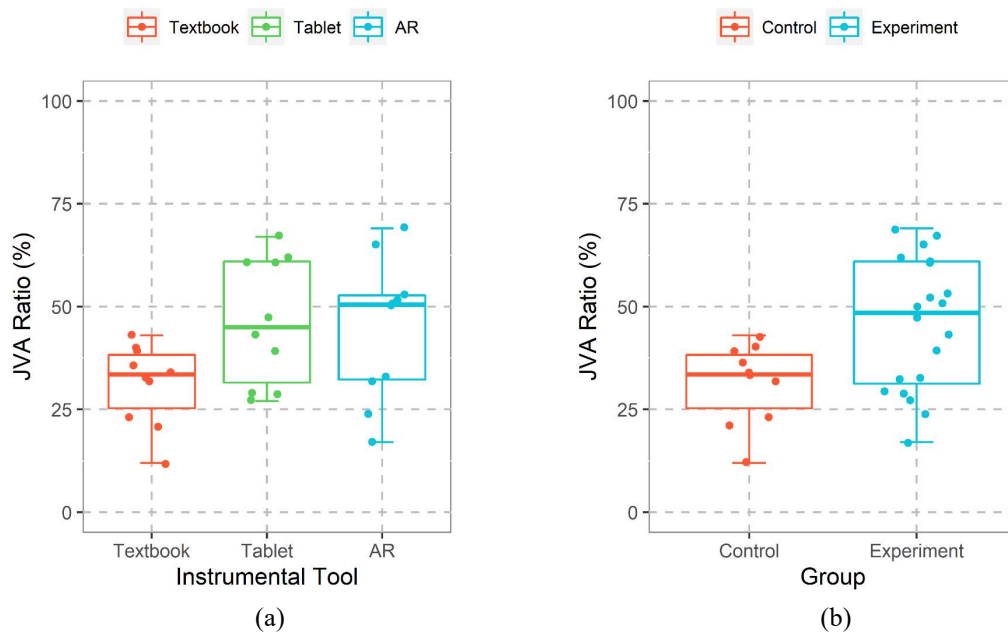 Textbook Tablet AR
100
75
50
25
0
JVA Ratio (%)
Textbook Tablet AR
Instrumental Tool
(a)
Control Experiment
100
75
50
25
0
JVA Ratio (%)
Control Experiment
Group
(b)